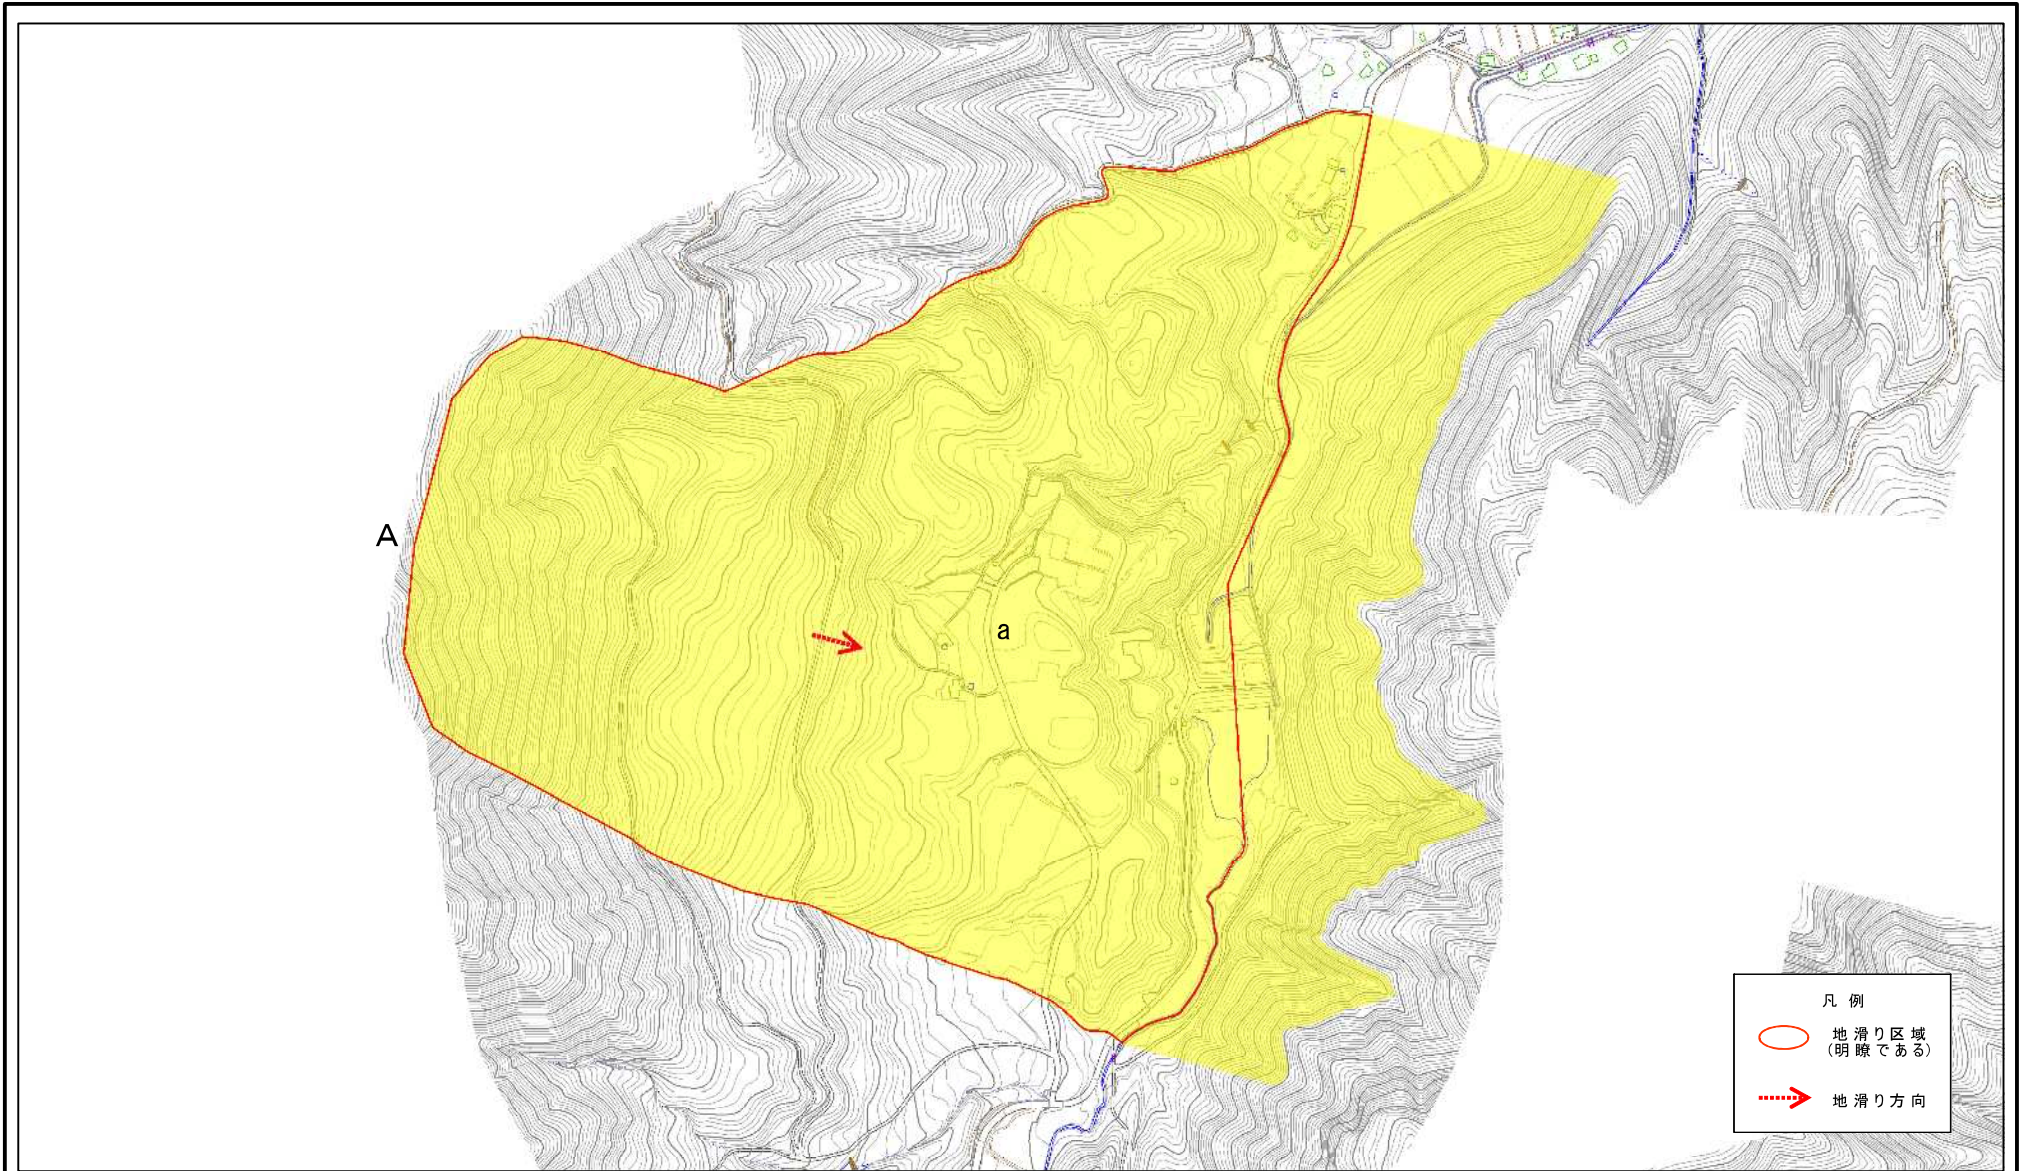 A
a
凡 例
地滑り区域
(明瞭である)
地滑り方向